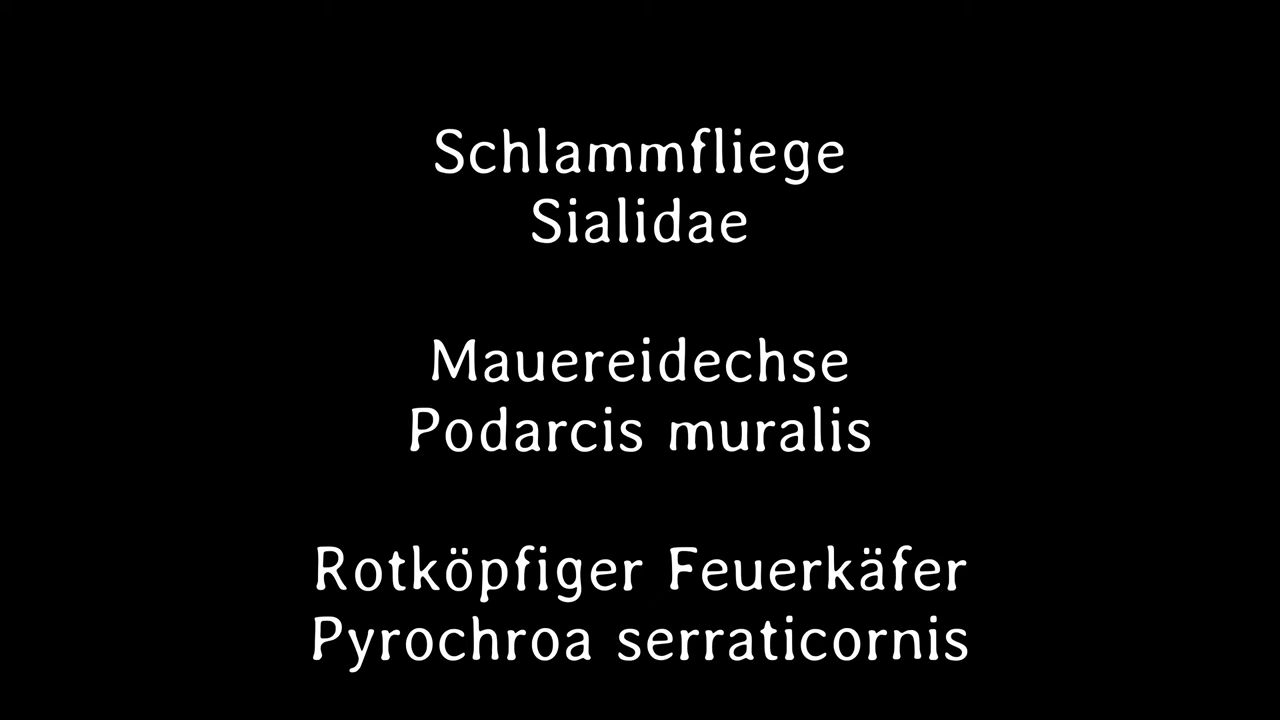 Schlammfliege
Sialidae
Mauereidechse
Podarcis muralis
Rotköpfiger Feuerkäfer
Pyrochroa serraticornis